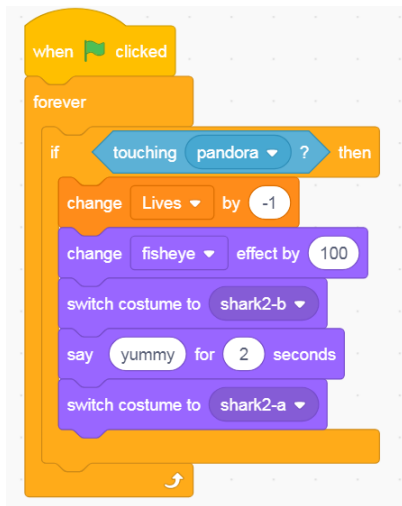 when clicked
forever
if touching pandora ? then
change Lives by -1
change fisheye effect by 100
switch costume to shark2-b
say yummy for 2 seconds
switch costume to shark2-a